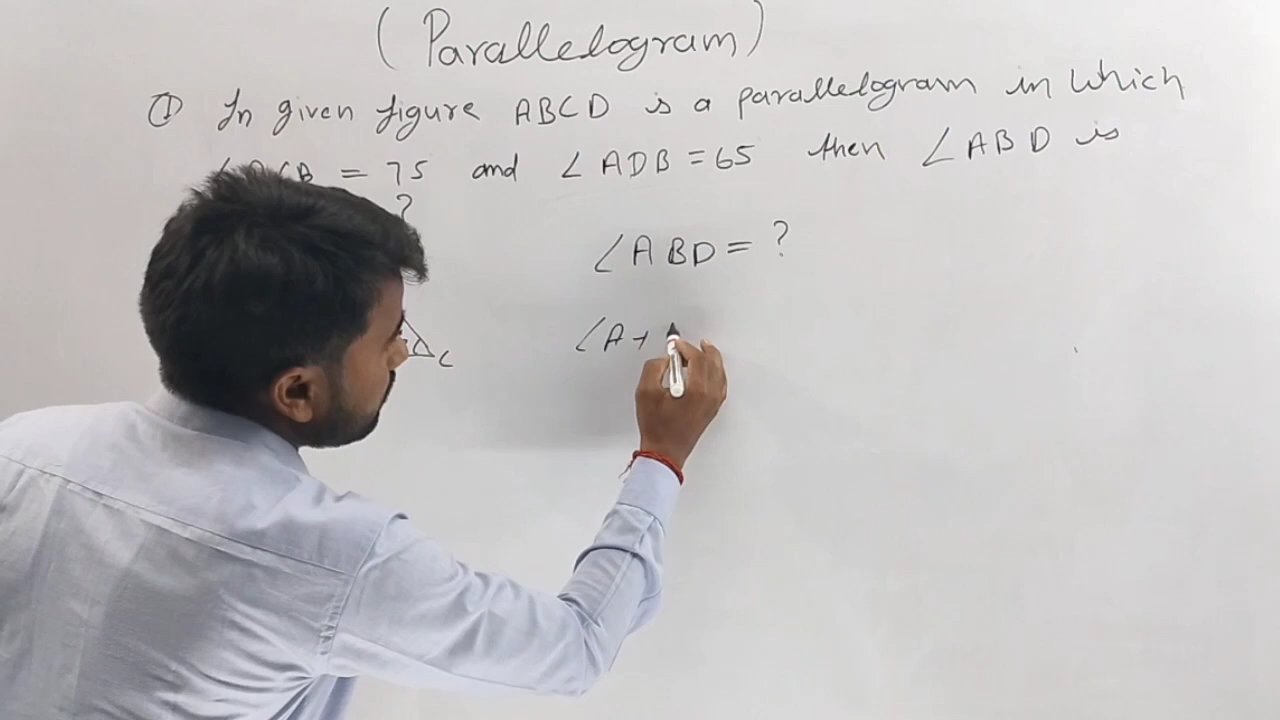 (Parallelogram)
① In given figure ABCD is a parallelogram in which
= 75 and ∠ADB = 65 then ∠ABD is
?
∠ABD = ?
∠A +
C